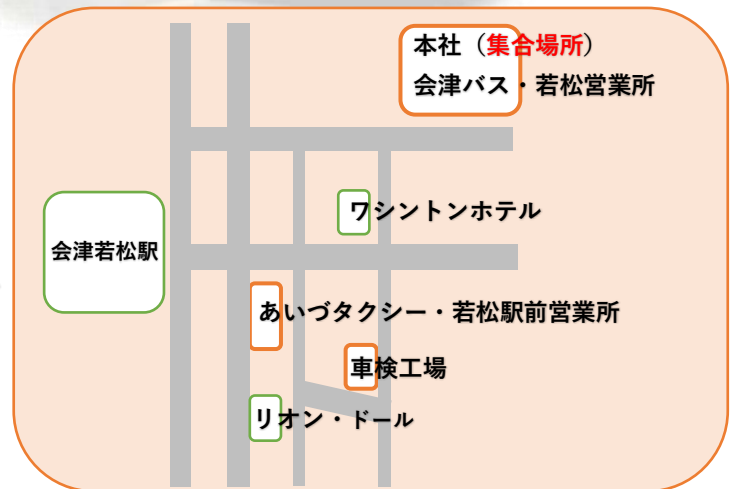 本社（集合場所）
会津バス・若松営業所
ワシントンホテル
会津若松駅
あいづタクシー・若松駅前営業所
車検工場
リオン・ドール